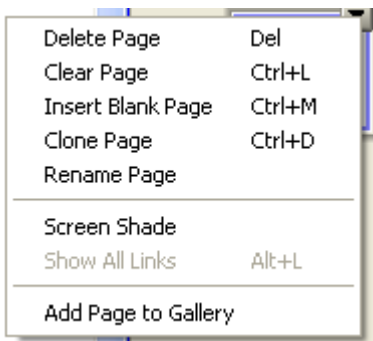 Delete Page Del
Clear Page Ctrl+L
Insert Blank Page Ctrl+M
Clone Page Ctrl+D
Rename Page
Screen Shade
Show All Links Alt+L
Add Page to Gallery